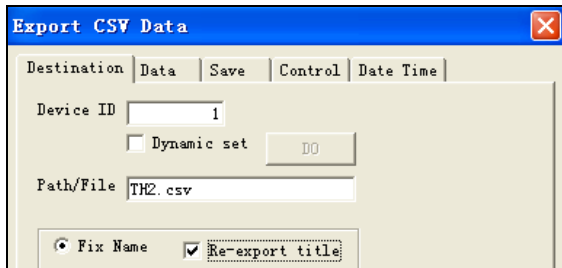 Export CSV Data
Destination Data Save Control Date Time
Device ID 1
Dynamic set DO
Path/File TH2.csv
Fix Name Re-export title